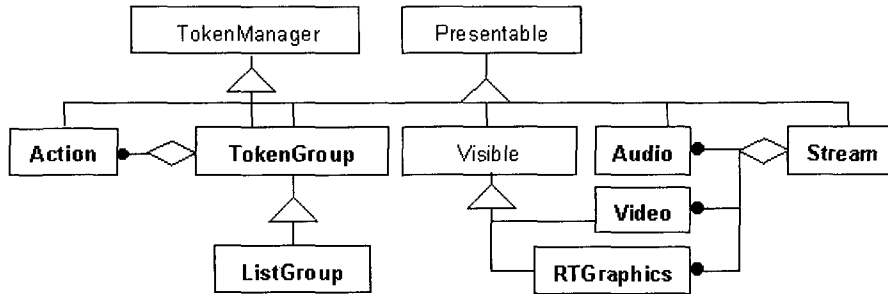 TokenManager
Presentable
Action
TokenGroup
Visible
Audio
Stream
Video
ListGroup
RTGraphics